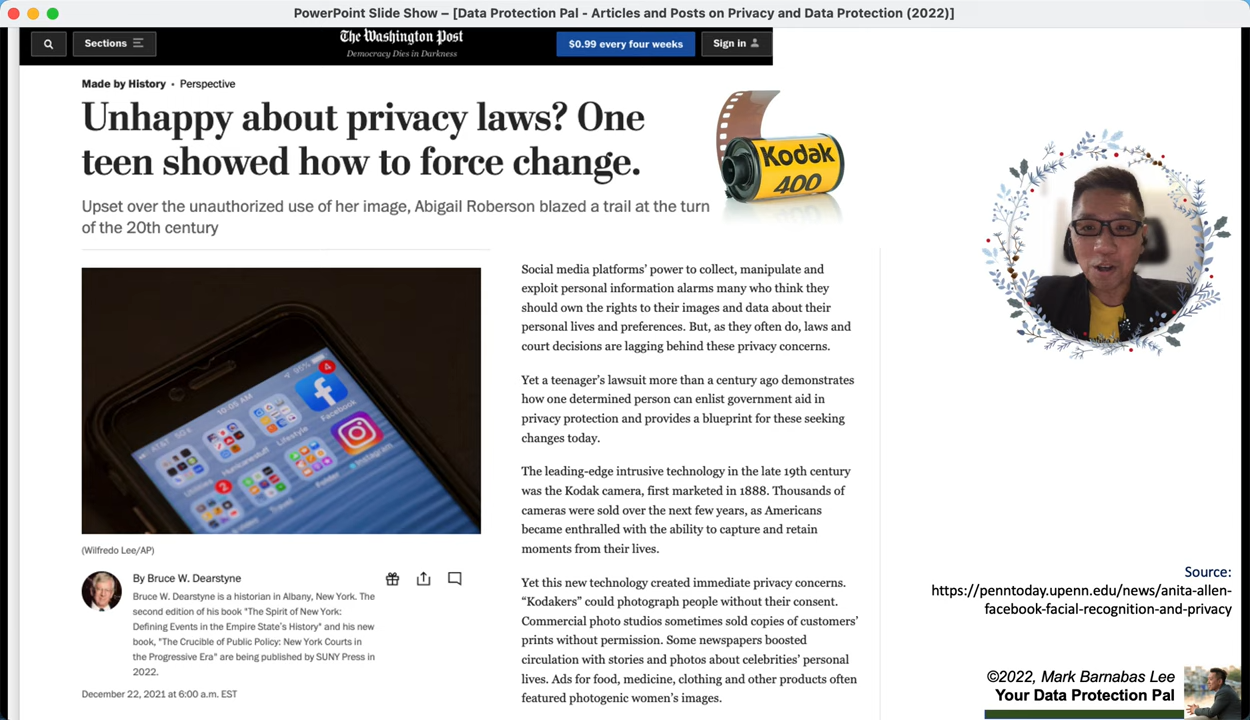 PowerPoint Slide Show – [Data Protection Pal - Articles and Posts on Privacy and Data Protection (2022)]
Sections
The Washington Post
Democracy Dies in Darkness
$0.99 every four weeks
Sign in
Made by History • Perspective
Unhappy about privacy laws? One
teen showed how to force change.
Upset over the unauthorized use of her image, Abigail Roberson blazed a trail at the turn
of the 20th century
Kodak
400
10:05 AM
95%
4
Facebook
Instagram
Lifestyle
Hurricanestuff
Utilities
2
Travel
(Wilfredo Lee/AP)
By Bruce W. Dearstyne
Bruce W. Dearstyne is a historian in Albany, New York. The
second edition of his book "The Spirit of New York:
Defining Events in the Empire State's History" and his new
book, "The Crucible of Public Policy: New York Courts in
the Progressive Era" are being published by SUNY Press in
2022.
December 22, 2021 at 6:00 a.m. EST
Social media platforms’ power to collect, manipulate and
exploit personal information alarms many who think they
should own the rights to their images and data about their
personal lives and preferences. But, as they often do, laws and
court decisions are lagging behind these privacy concerns.
Yet a teenager’s lawsuit more than a century ago demonstrates
how one determined person can enlist government aid in
privacy protection and provides a blueprint for these seeking
changes today.
The leading-edge intrusive technology in the late 19th century
was the Kodak camera, first marketed in 1888. Thousands of
cameras were sold over the next few years, as Americans
became enthralled with the ability to capture and retain
moments from their lives.
Yet this new technology created immediate privacy concerns.
“Kodakers” could photograph people without their consent.
Commercial photo studios sometimes sold copies of customers’
prints without permission. Some newspapers boosted
circulation with stories and photos about celebrities’ personal
lives. Ads for food, medicine, clothing and other products often
featured photogenic women’s images.
Source:
https://penntoday.upenn.edu/news/anita-allen-
facebook-facial-recognition-and-privacy
©2022, Mark Barnabas Lee
Your Data Protection Pal